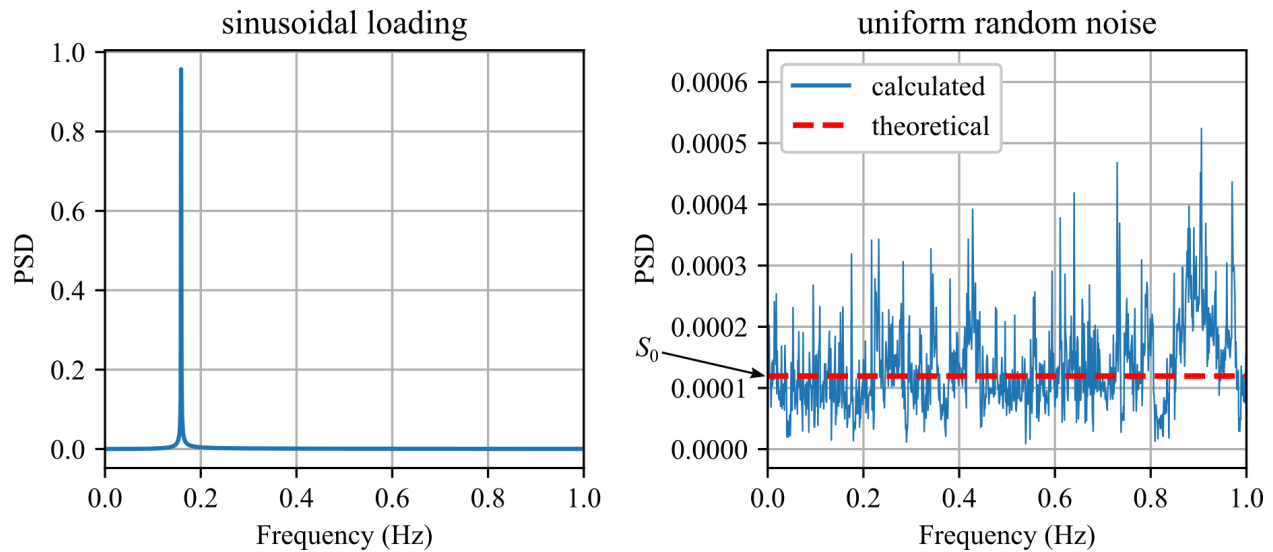 sinusoidal loading
1.0
0.8
0.6
0.4
0.2
0.0
PSD
0.0 0.2 0.4 0.6 0.8 1.0
Frequency (Hz)
uniform random noise
calculated
theoretical
0.0006
0.0005
0.0004
0.0003
0.0002
0.0001
0.0000
PSD
S₀
0.0 0.2 0.4 0.6 0.8 1.0
Frequency (Hz)